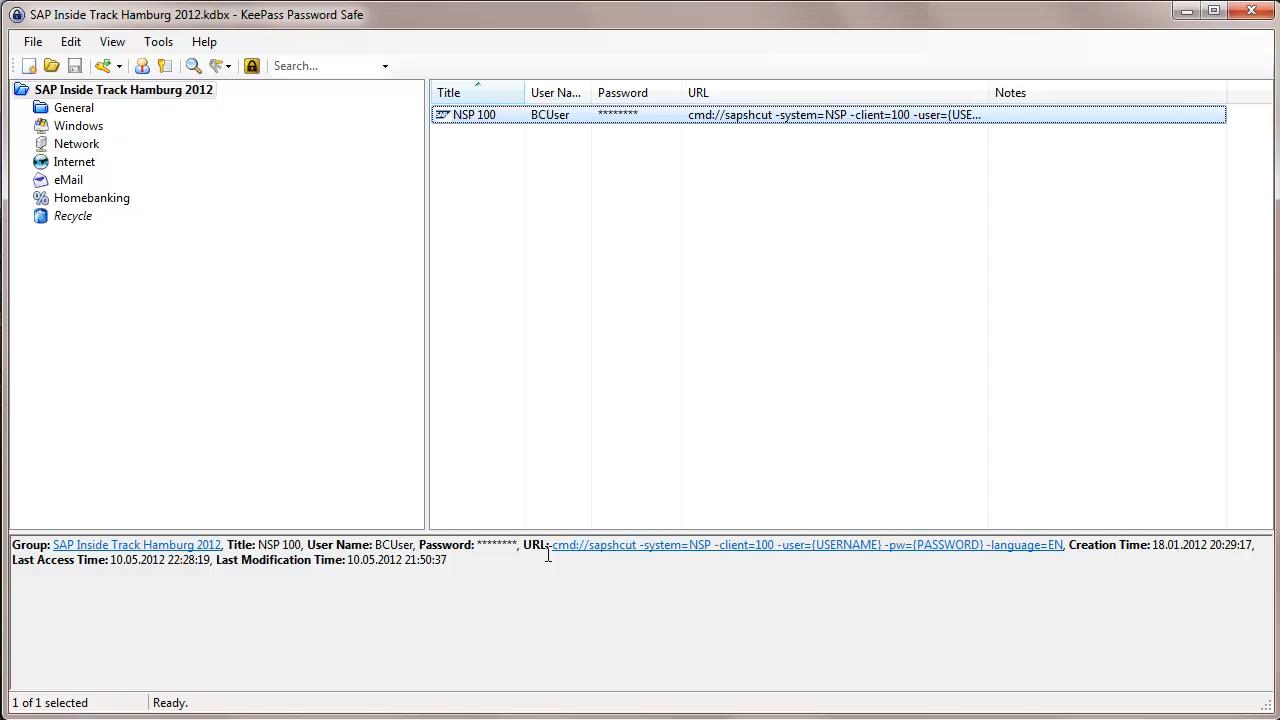 SAP Inside Track Hamburg 2012.kdbx - KeePass Password Safe
File Edit View Tools Help
Search...
SAP Inside Track Hamburg 2012
General
Windows
Network
Internet
eMail
Homebanking
Recycle
Title User Na... Password URL Notes
NSP 100 BCUser ******** cmd://sapshcut -system=NSP -client=100 -user={USE...
Group: SAP Inside Track Hamburg 2012, Title: NSP 100, User Name: BCUser, Password: ********, URL: cmd://sapshcut -system=NSP -client=100 -user={USERNAME} -pw={PASSWORD} -language=EN, Creation Time: 18.01.2012 20:29:17,
Last Access Time: 10.05.2012 22:28:19, Last Modification Time: 10.05.2012 21:50:37
1 of 1 selected Ready.